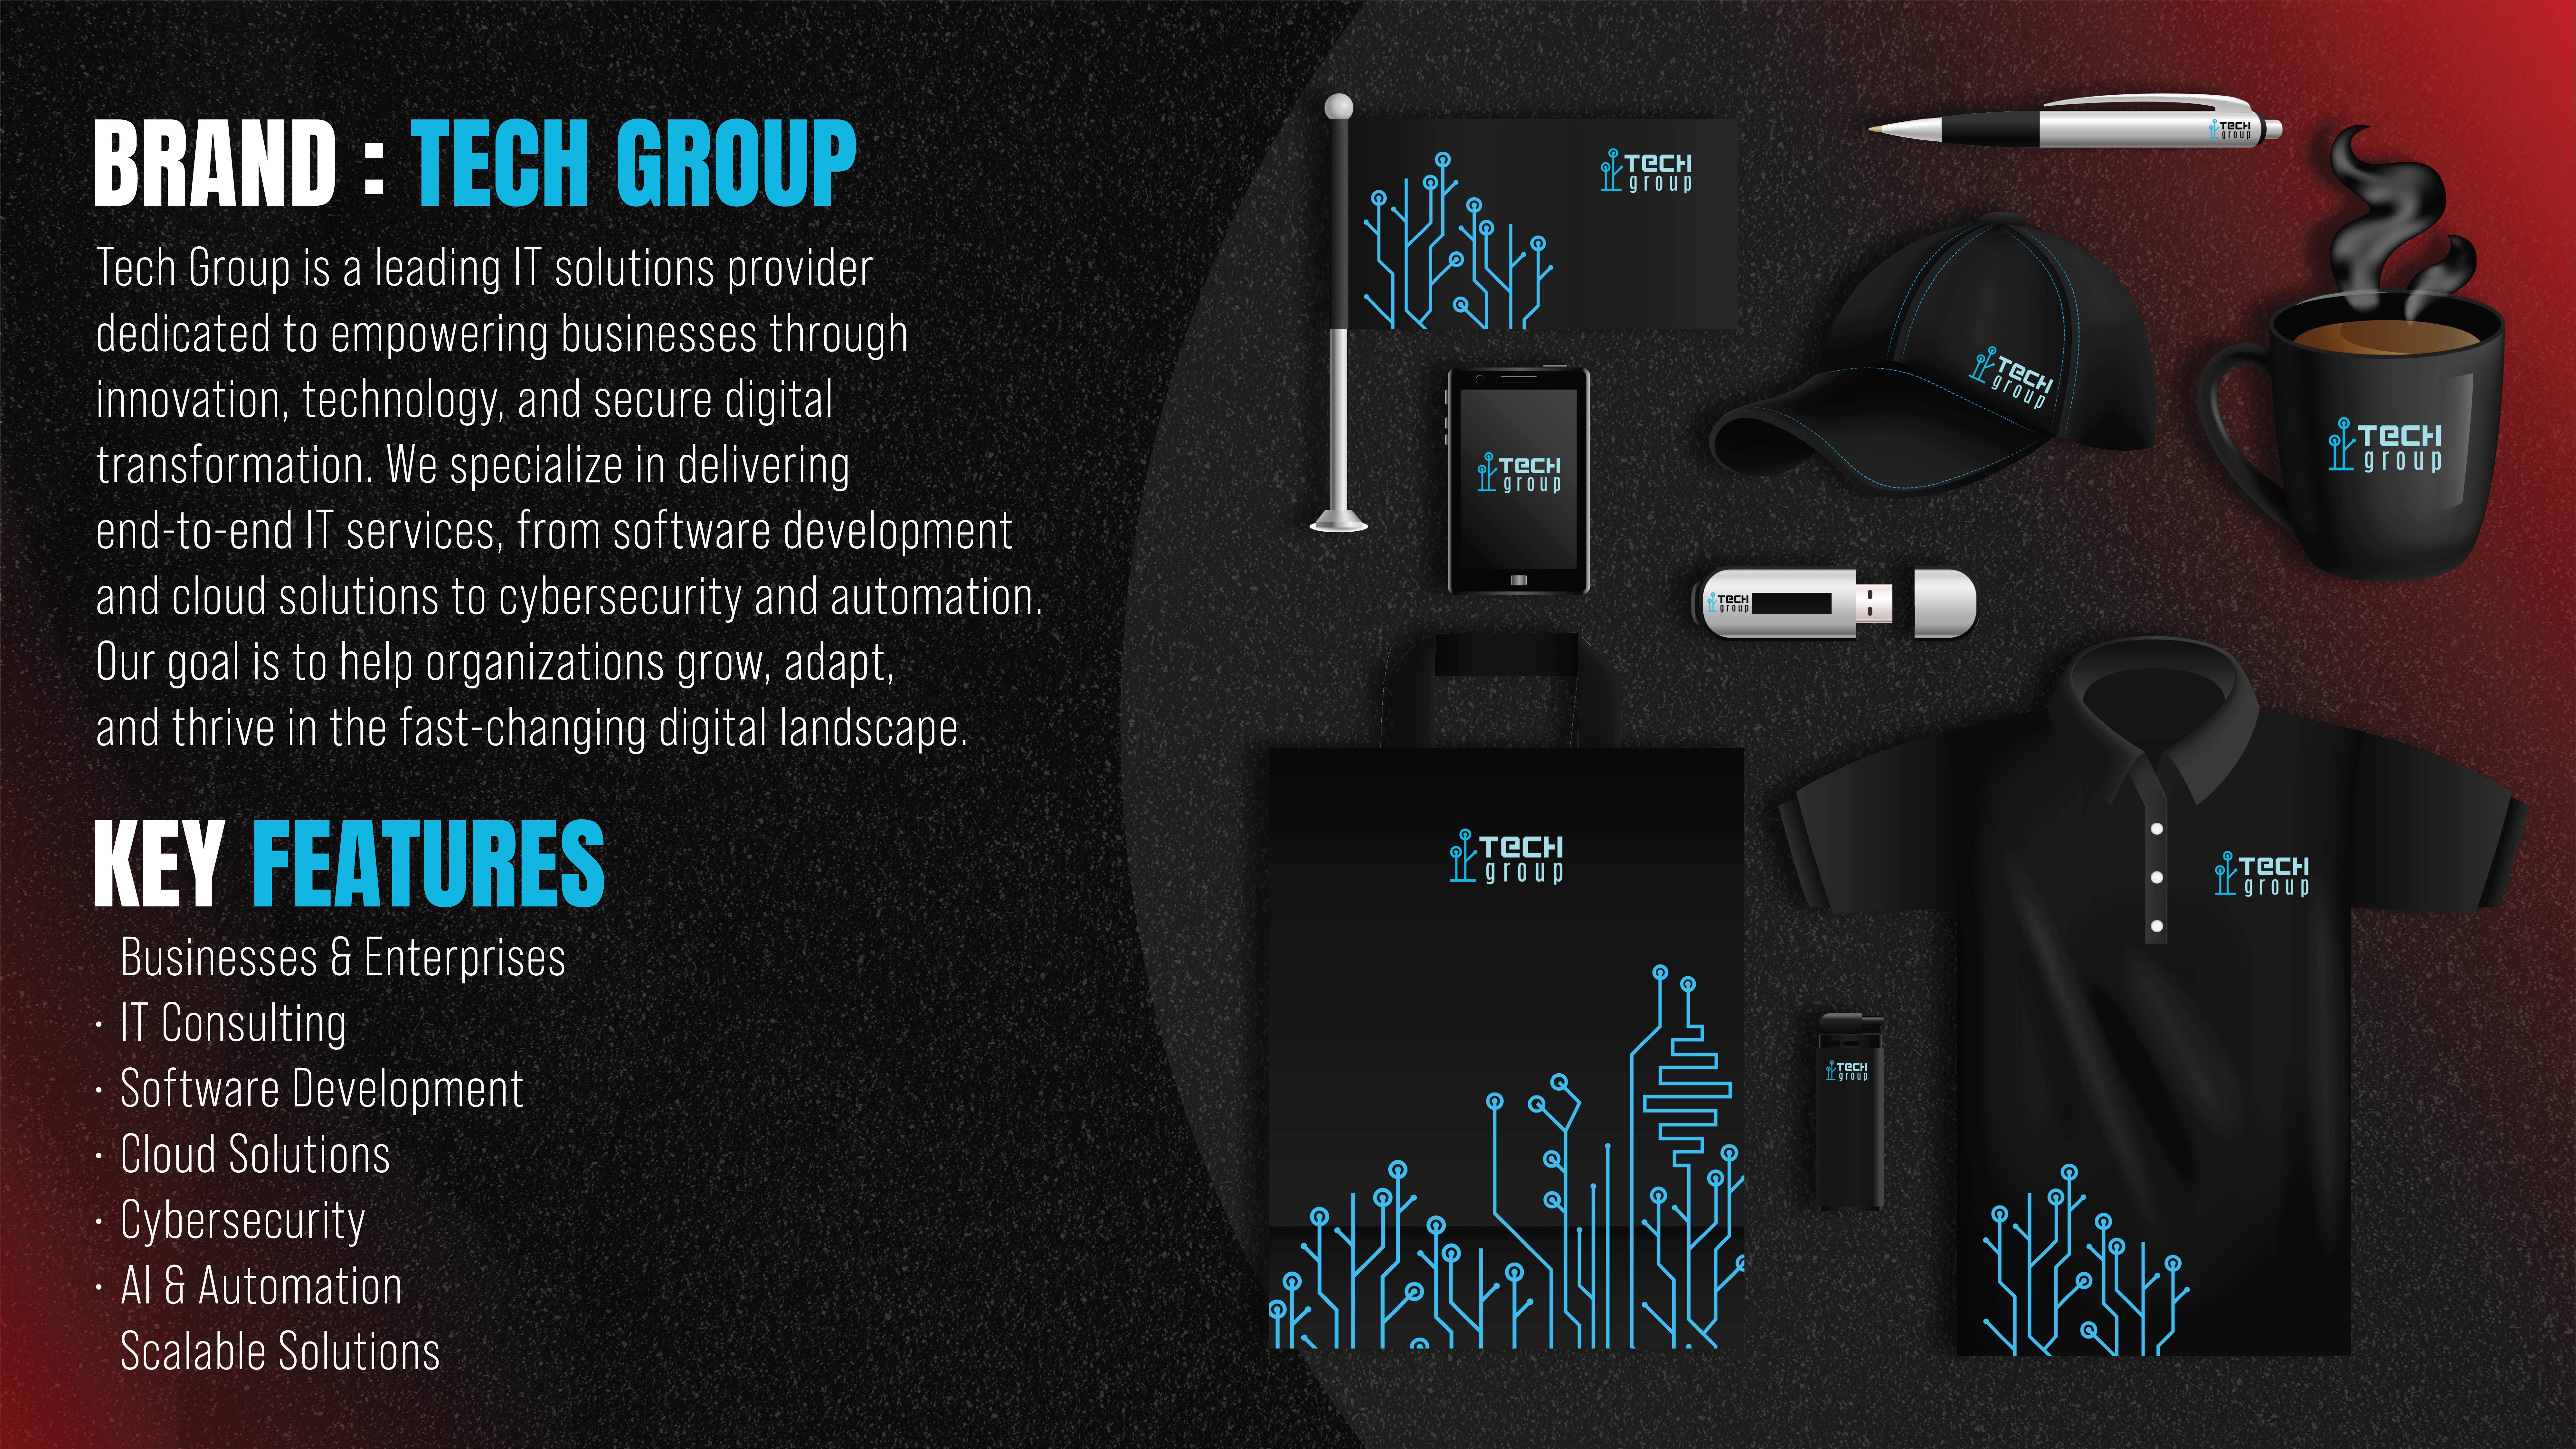 BRAND : TECH GROUP
Tech Group is a leading IT solutions provider
dedicated to empowering businesses through
innovation, technology, and secure digital
transformation. We specialize in delivering
end-to-end IT services, from software development
and cloud solutions to cybersecurity and automation.
Our goal is to help organizations grow, adapt,
and thrive in the fast-changing digital landscape.
KEY FEATURES
Businesses & Enterprises
· IT Consulting
· Software Development
· Cloud Solutions
· Cybersecurity
· AI & Automation
Scalable Solutions
TECH
group
TECH
group
TECH
group
TECH
group
TECH
group
TECH
group
TECH
group
TECH
group
TECH
group